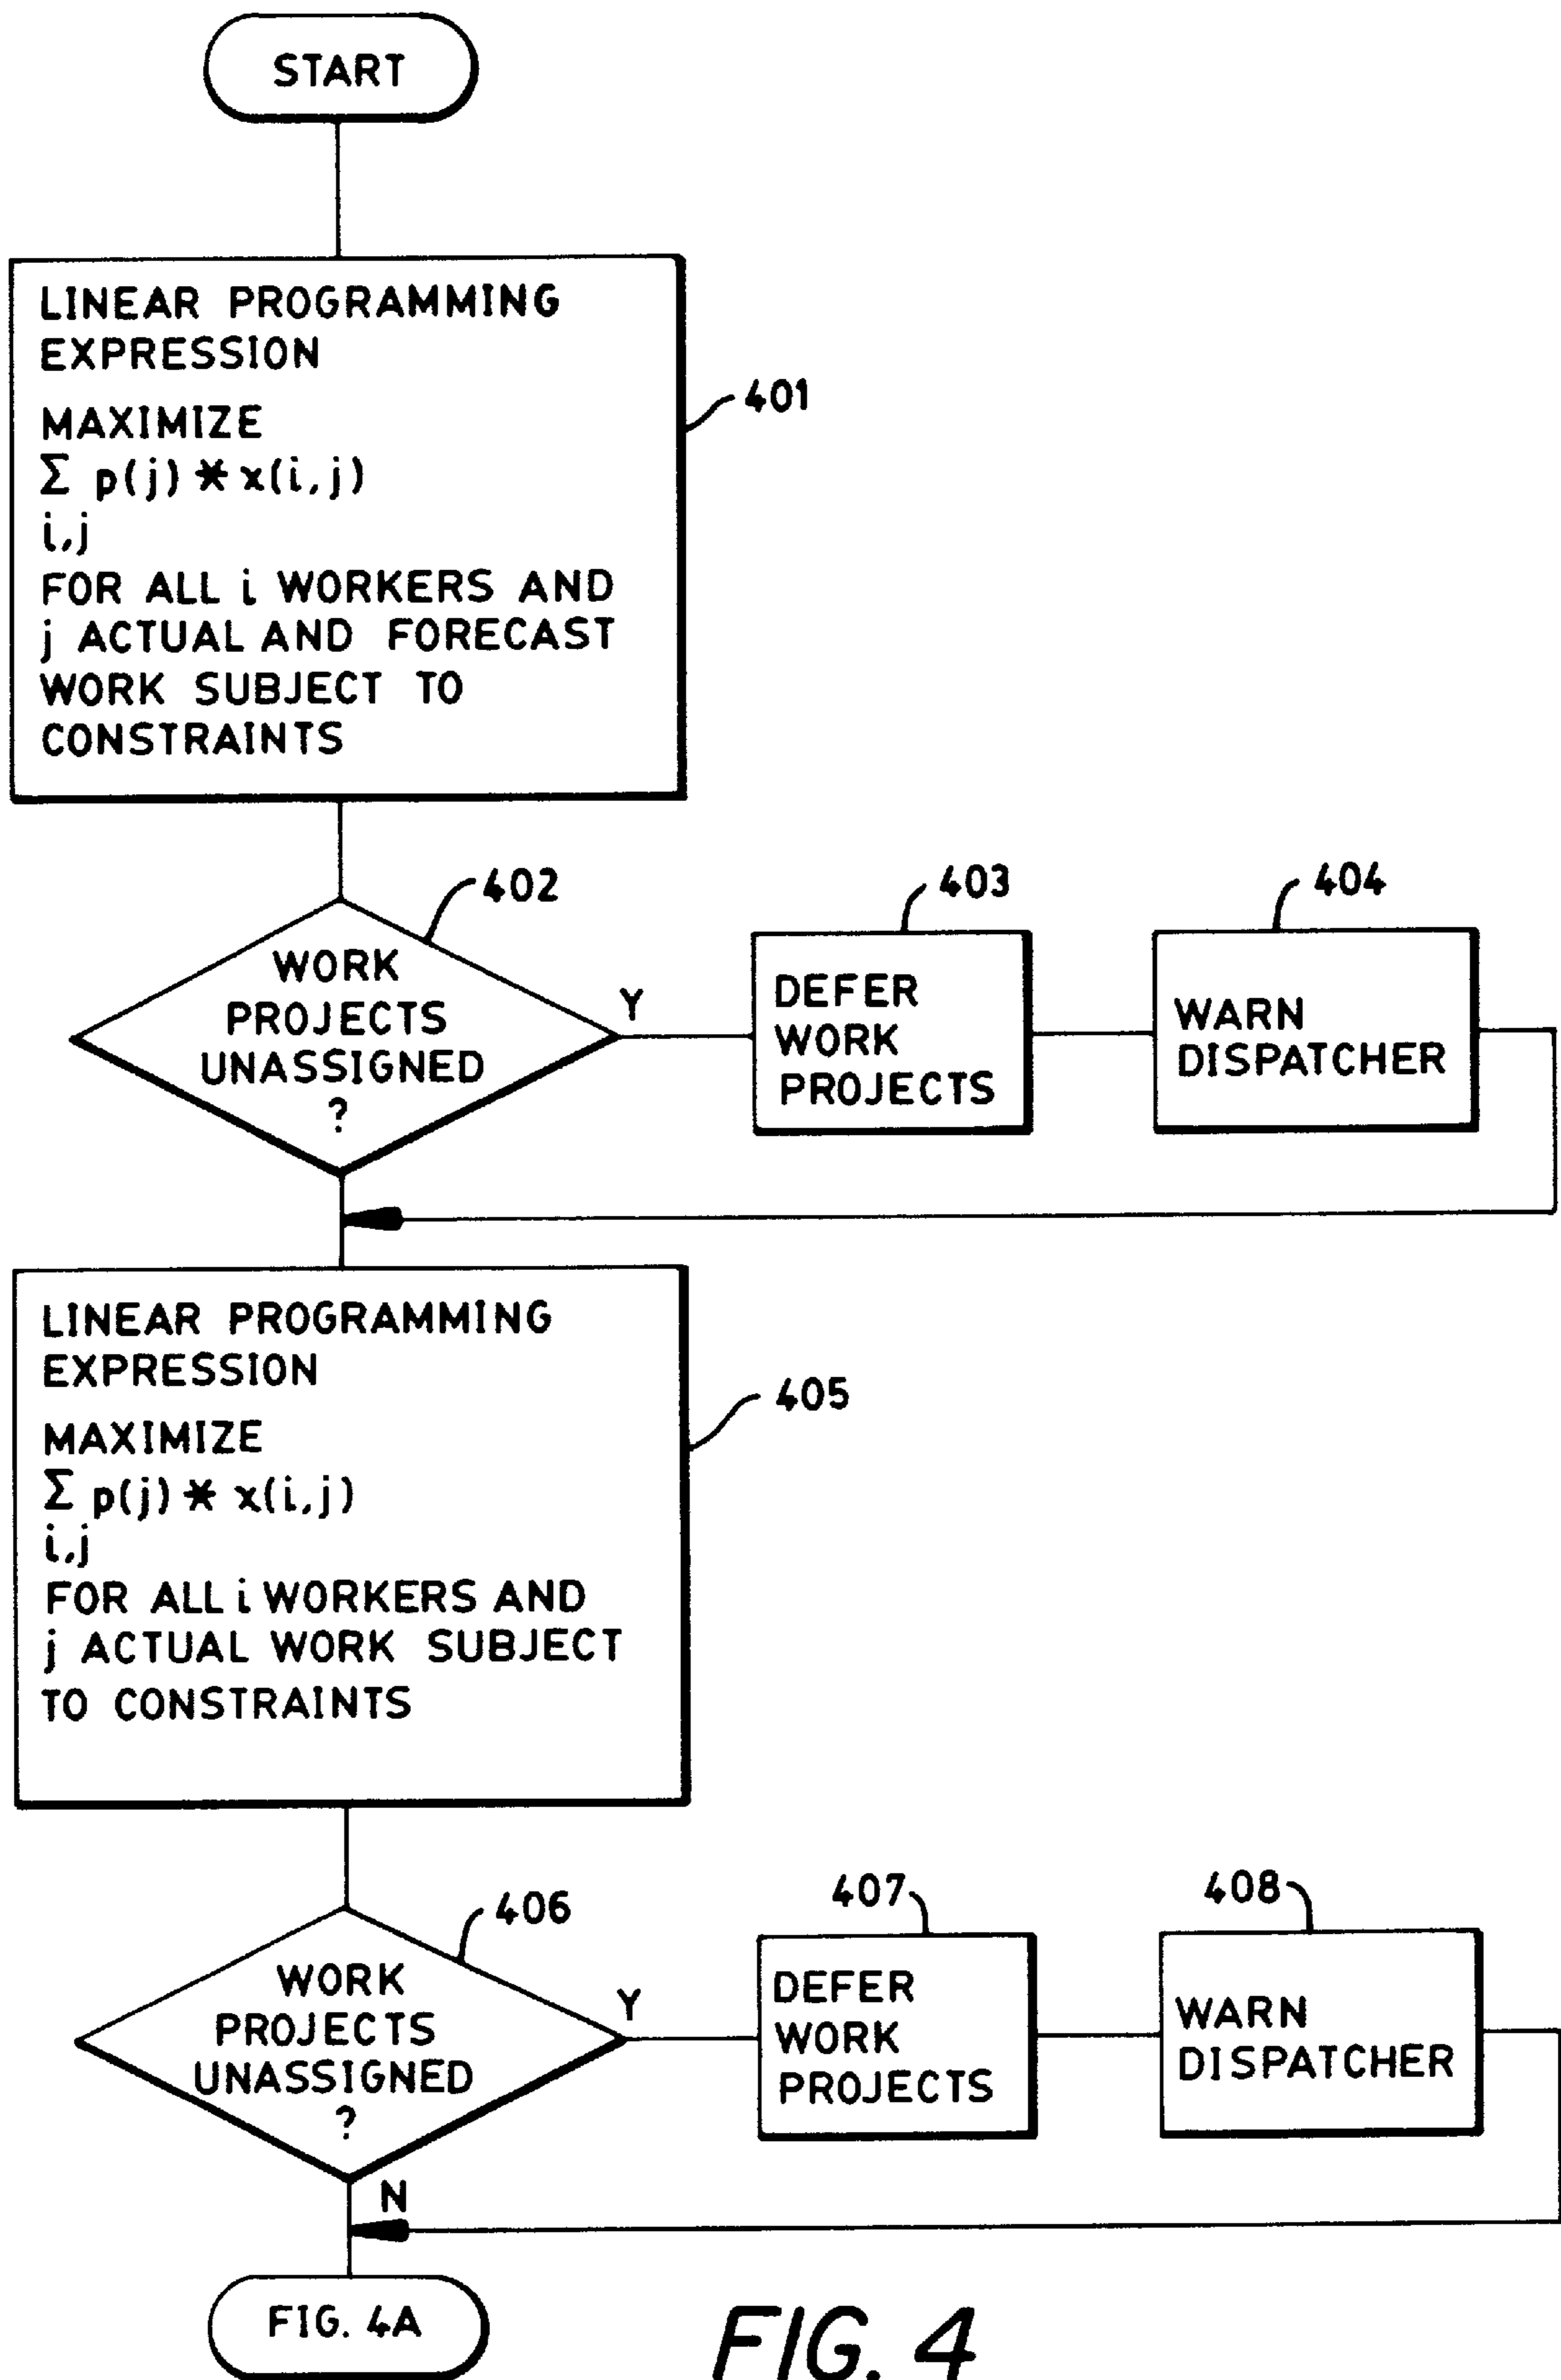 START
LINEAR PROGRAMMING
EXPRESSION
MAXIMIZE
Σ p(j) * x(i,j)
i,j
FOR ALL i WORKERS AND
j ACTUAL AND FORECAST
WORK SUBJECT TO
CONSTRAINTS
401
402
WORK
PROJECTS
UNASSIGNED
?
Y
403
DEFER
WORK
PROJECTS
404
WARN
DISPATCHER
LINEAR PROGRAMMING
EXPRESSION
MAXIMIZE
Σ p(j) * x(i,j)
i,j
FOR ALL i WORKERS AND
j ACTUAL WORK SUBJECT
TO CONSTRAINTS
405
406
WORK
PROJECTS
UNASSIGNED
?
Y
N
407
DEFER
WORK
PROJECTS
408
WARN
DISPATCHER
FIG. 4A
FIG. 4